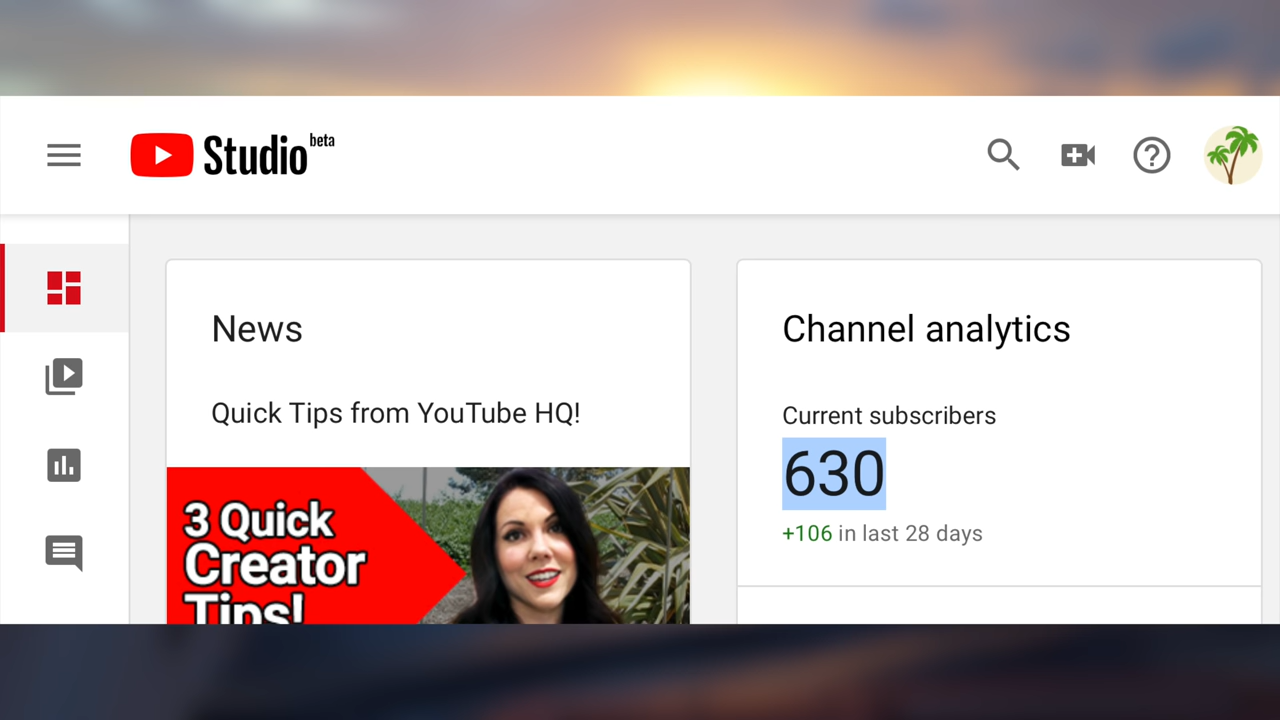 Studio beta
News
Quick Tips from YouTube HQ!
3 Quick
Creator
Tips!
Channel analytics
Current subscribers
630
+106 in last 28 days